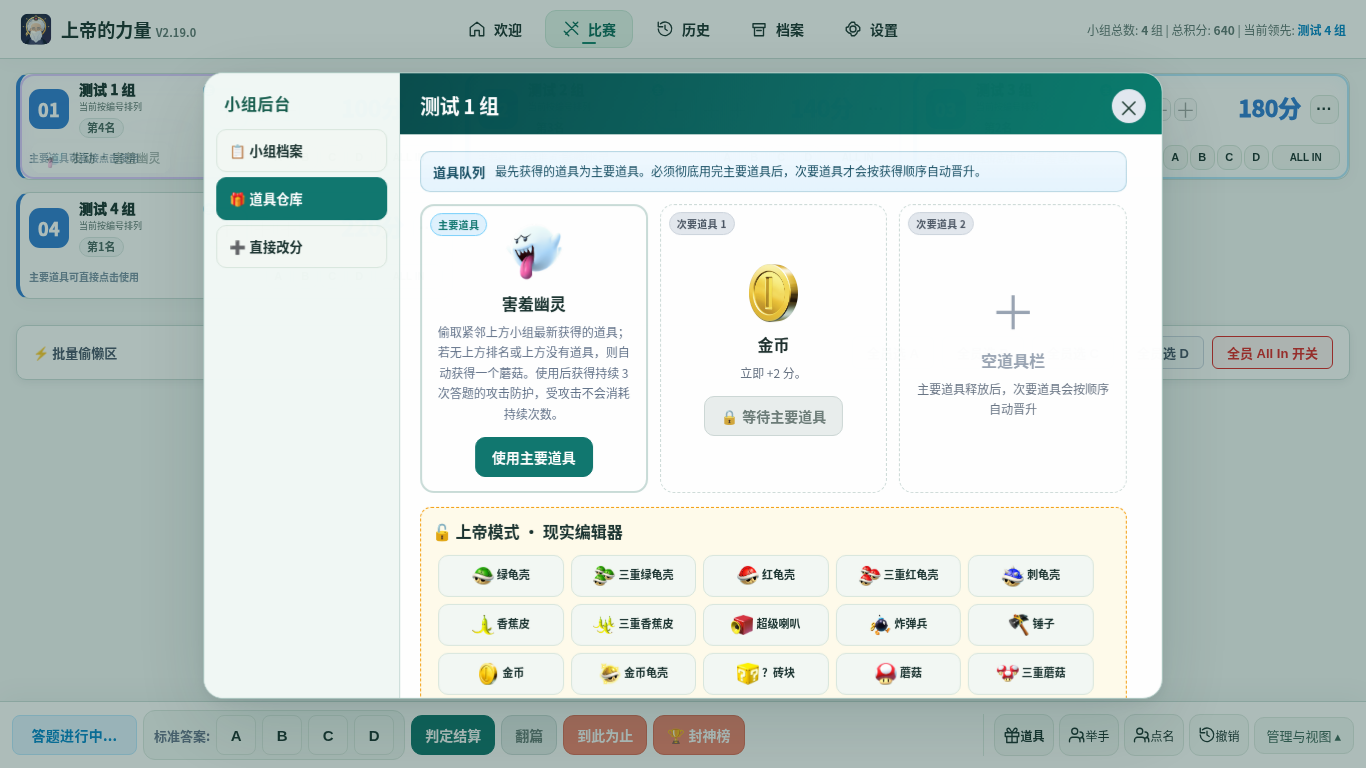 上帝的力量 V2.19.0
欢迎
比赛
历史
档案
设置
小组总数: 4 组 | 总积分: 640 | 当前领先: 测试 4 组
01
测试 1 组
当前按编号排列
第4名
04
测试 4 组
当前按编号排列
第1名
主要道具可直接点击使用
⚡ 批量偷懒区
180分
A
B
C
D
ALL IN
选 D
全员 All In 开关
小组后台
小组档案
道具仓库
直接改分
测试 1 组
道具队列 最先获得的道具为主要道具。必须彻底用完主要道具后，次要道具才会按获得顺序自动晋升。
主要道具
害羞幽灵
偷取紧邻上方小组最新获得的道具；
若无上方排名或上方没有道具，则自
动获得一个蘑菇。使用后获得持续 3
次答题的攻击防护，受攻击不会消耗
持续次数。
使用主要道具
次要道具 1
金币
立即 +2 分。
等待主要道具
次要道具 2
空道具栏
主要道具释放后，次要道具会按顺序
自动晋升
上帝模式 · 现实编辑器
绿龟壳
三重绿龟壳
红龟壳
三重红龟壳
刺龟壳
香蕉皮
三重香蕉皮
超级喇叭
炸弹兵
锤子
金币
金币龟壳
? 砖块
蘑菇
三重蘑菇
答题进行中...
标准答案:
A
B
C
D
判定结算
翻篇
到此为止
封神榜
道具
举手
点名
撤销
管理与视图 ▴